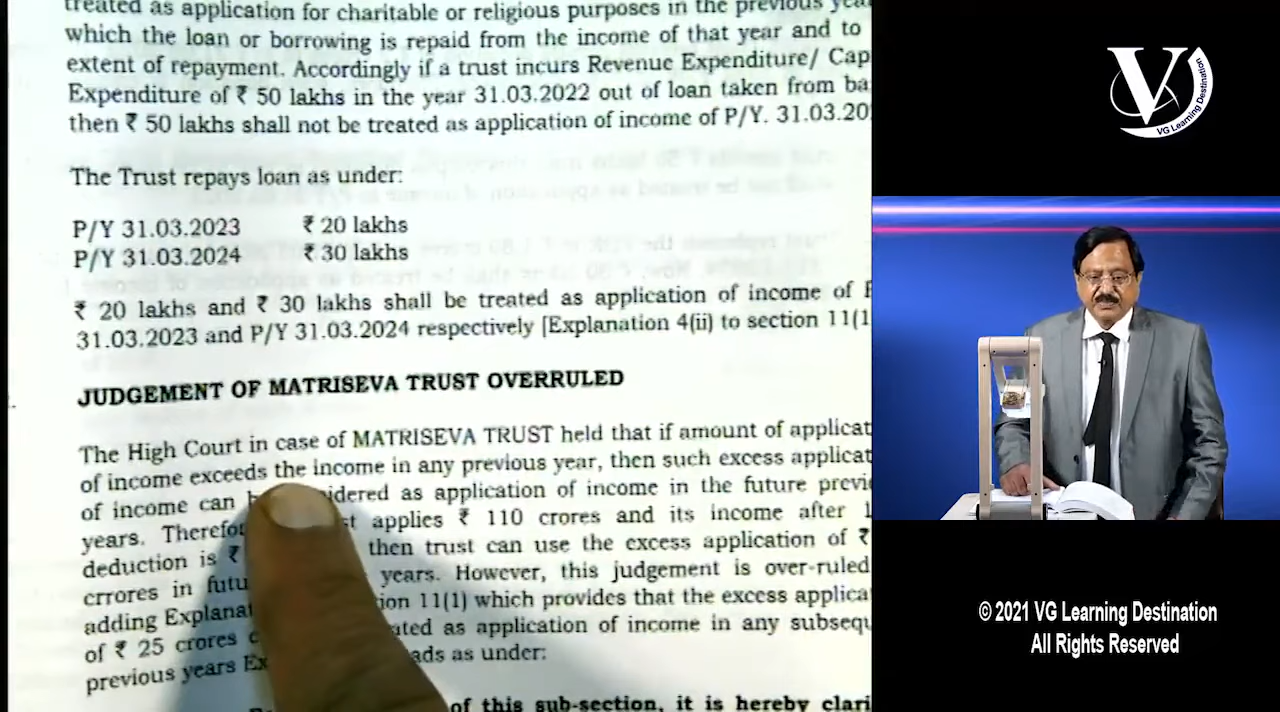 treated as application for charitable or religious purposes in the previous year
which the loan or borrowing is repaid from the income of that year and to
extent of repayment. Accordingly if a trust incurs Revenue Expenditure/ Cap
Expenditure of ₹ 50 lakhs in the year 31.03.2022 out of loan taken from ba
then ₹ 50 lakhs shall not be treated as application of income of P/Y. 31.03.20
The Trust repays loan as under:
P/Y 31.03.2023 ₹ 20 lakhs
P/Y 31.03.2024 ₹ 30 lakhs
₹ 20 lakhs and ₹ 30 lakhs shall be treated as application of income of P
31.03.2023 and P/Y 31.03.2024 respectively [Explanation 4(ii) to section 11(1
JUDGEMENT OF MATRISEVA TRUST OVERRULED
The High Court in case of MATRISEVA TRUST held that if amount of applicat
of income exceeds the income in any previous year, then such excess applicat
of income can idered as application of income in the future previ
years. Therefo st applies ₹ 110 crores and its income after 1
deduction is ₹ then trust can use the excess application of ₹
crrores in futu years. However, this judgement is over-ruled
adding Explanat ion 11(1) which provides that the excess applica
of ₹ 25 crores ated as application of income in any subsequ
previous years Ex ads as under:
of this sub-section, it is hereby clari
V
VG Learning Destination
© 2021 VG Learning Destination
All Rights Reserved